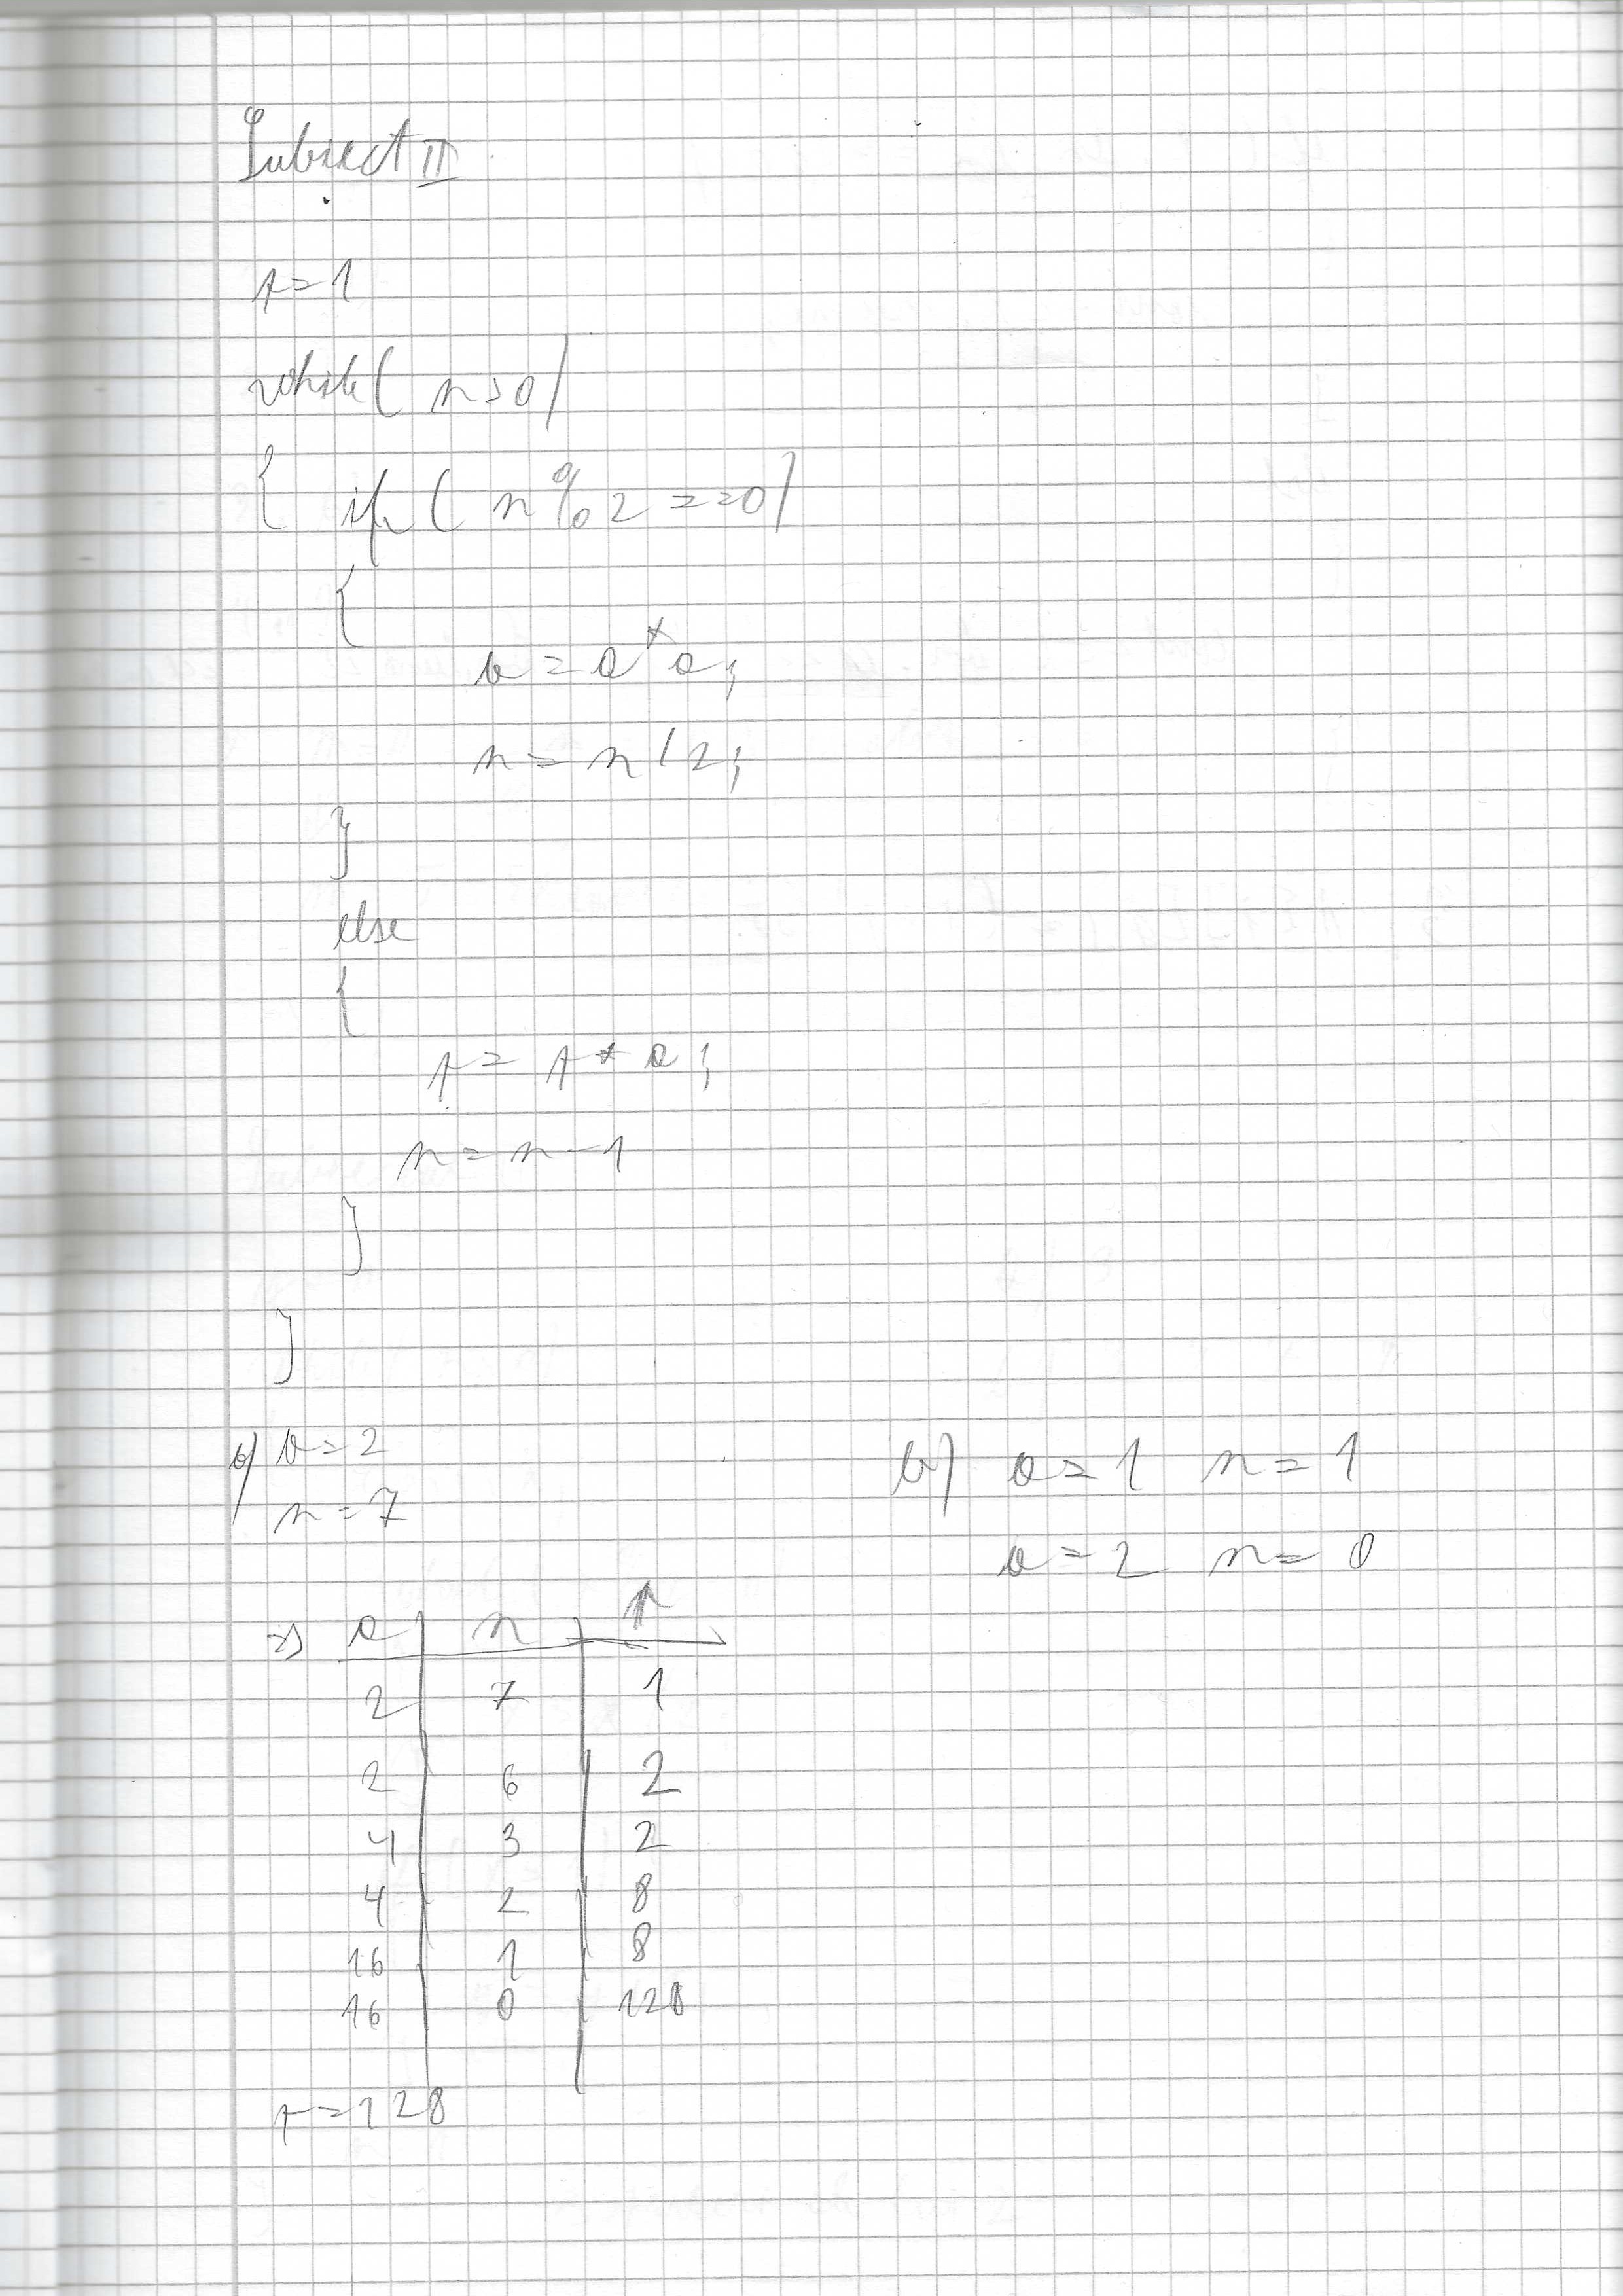 Subiect II
p=1
while( n>0)
{ if ( n%2==0)
{
a=a*a;
n=n/2;
}
else
{
p=p*a;
n=n-1
}
}
a) a=2
n=7
=> a n p
2 7 1
2 6 2
4 3 2
4 2 8
16 1 8
16 0 128
p=128
b) a=1 n=1
a=2 n=0